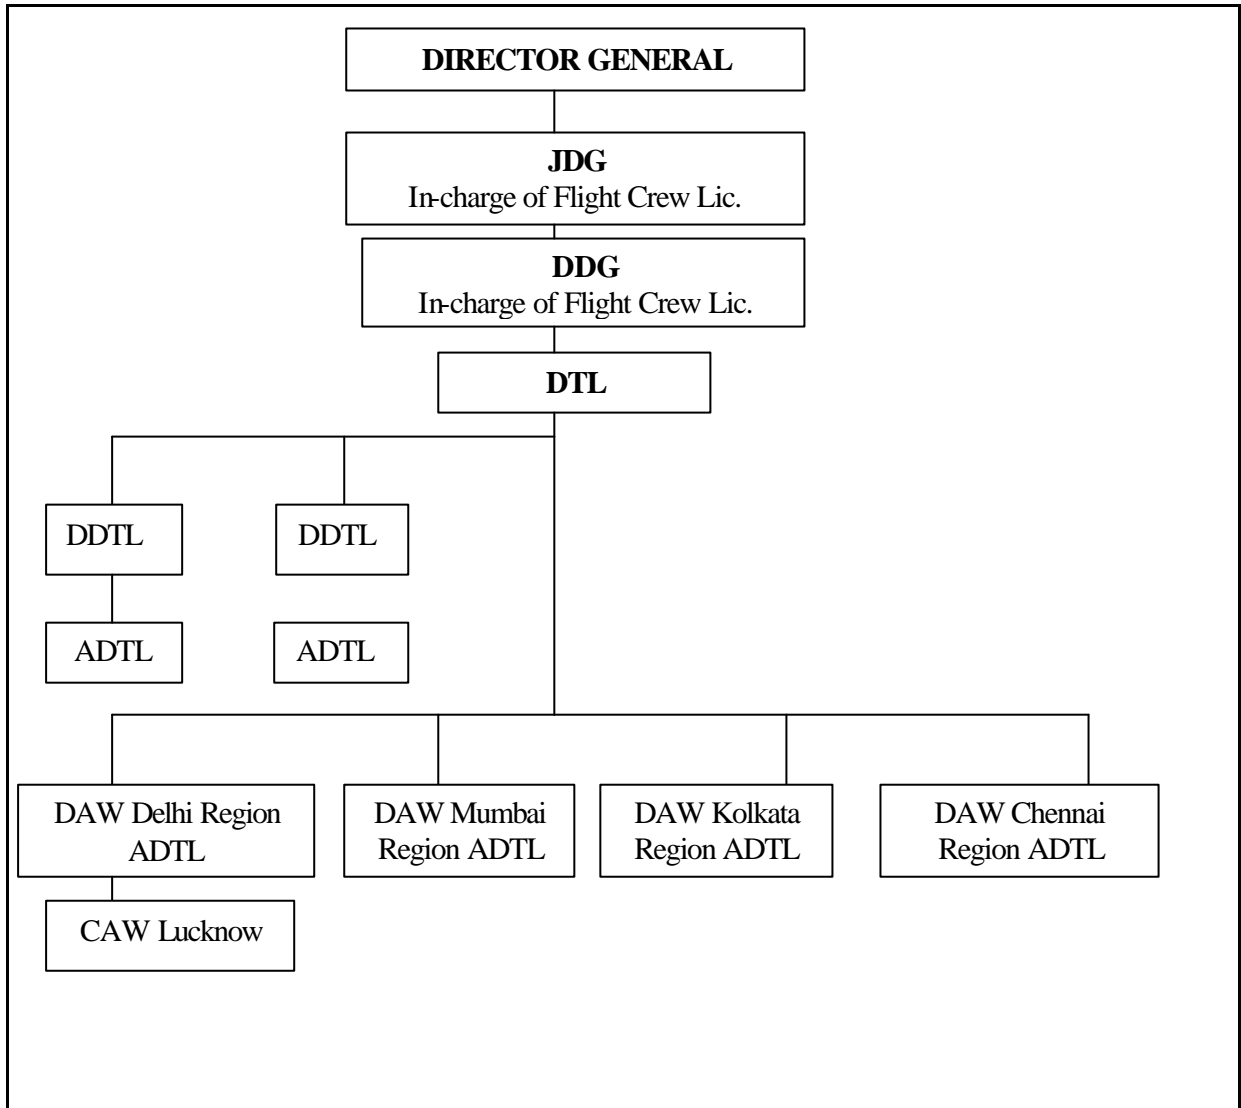 DIRECTOR GENERAL
JDG
In-charge of Flight Crew Lic.
DDG
In-charge of Flight Crew Lic.
DTL
DDTL
DDTL
ADTL
ADTL
DAW Delhi Region
ADTL
DAW Mumbai
Region ADTL
DAW Kolkata
Region ADTL
DAW Chennai
Region ADTL
CAW Lucknow